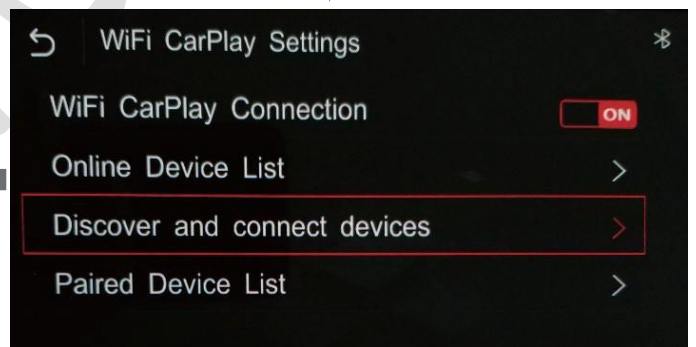 WiFi CarPlay Settings
WiFi CarPlay Connection ON
Online Device List
Discover and connect devices
Paired Device List